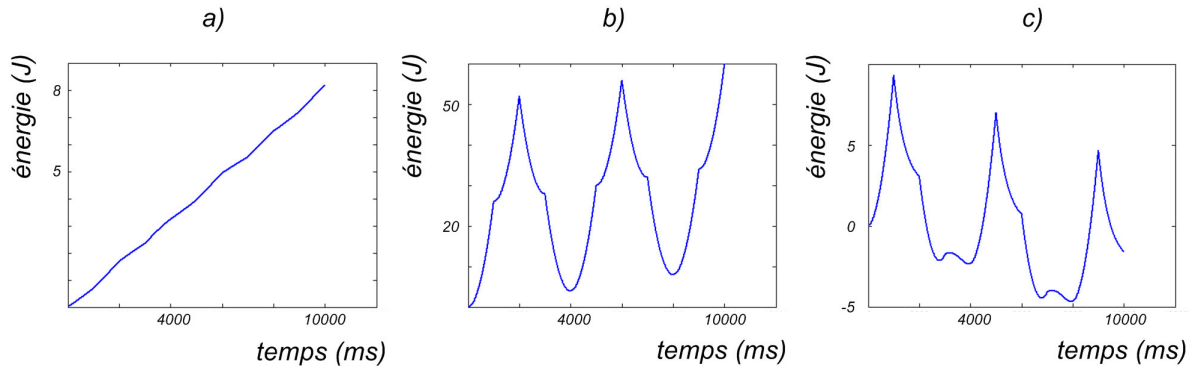 a)
énergie (J)
8
5
4000
10000
temps (ms)
b)
énergie (J)
50
20
4000
10000
temps (ms)
c)
énergie (J)
5
0
-5
4000
10000
temps (ms)